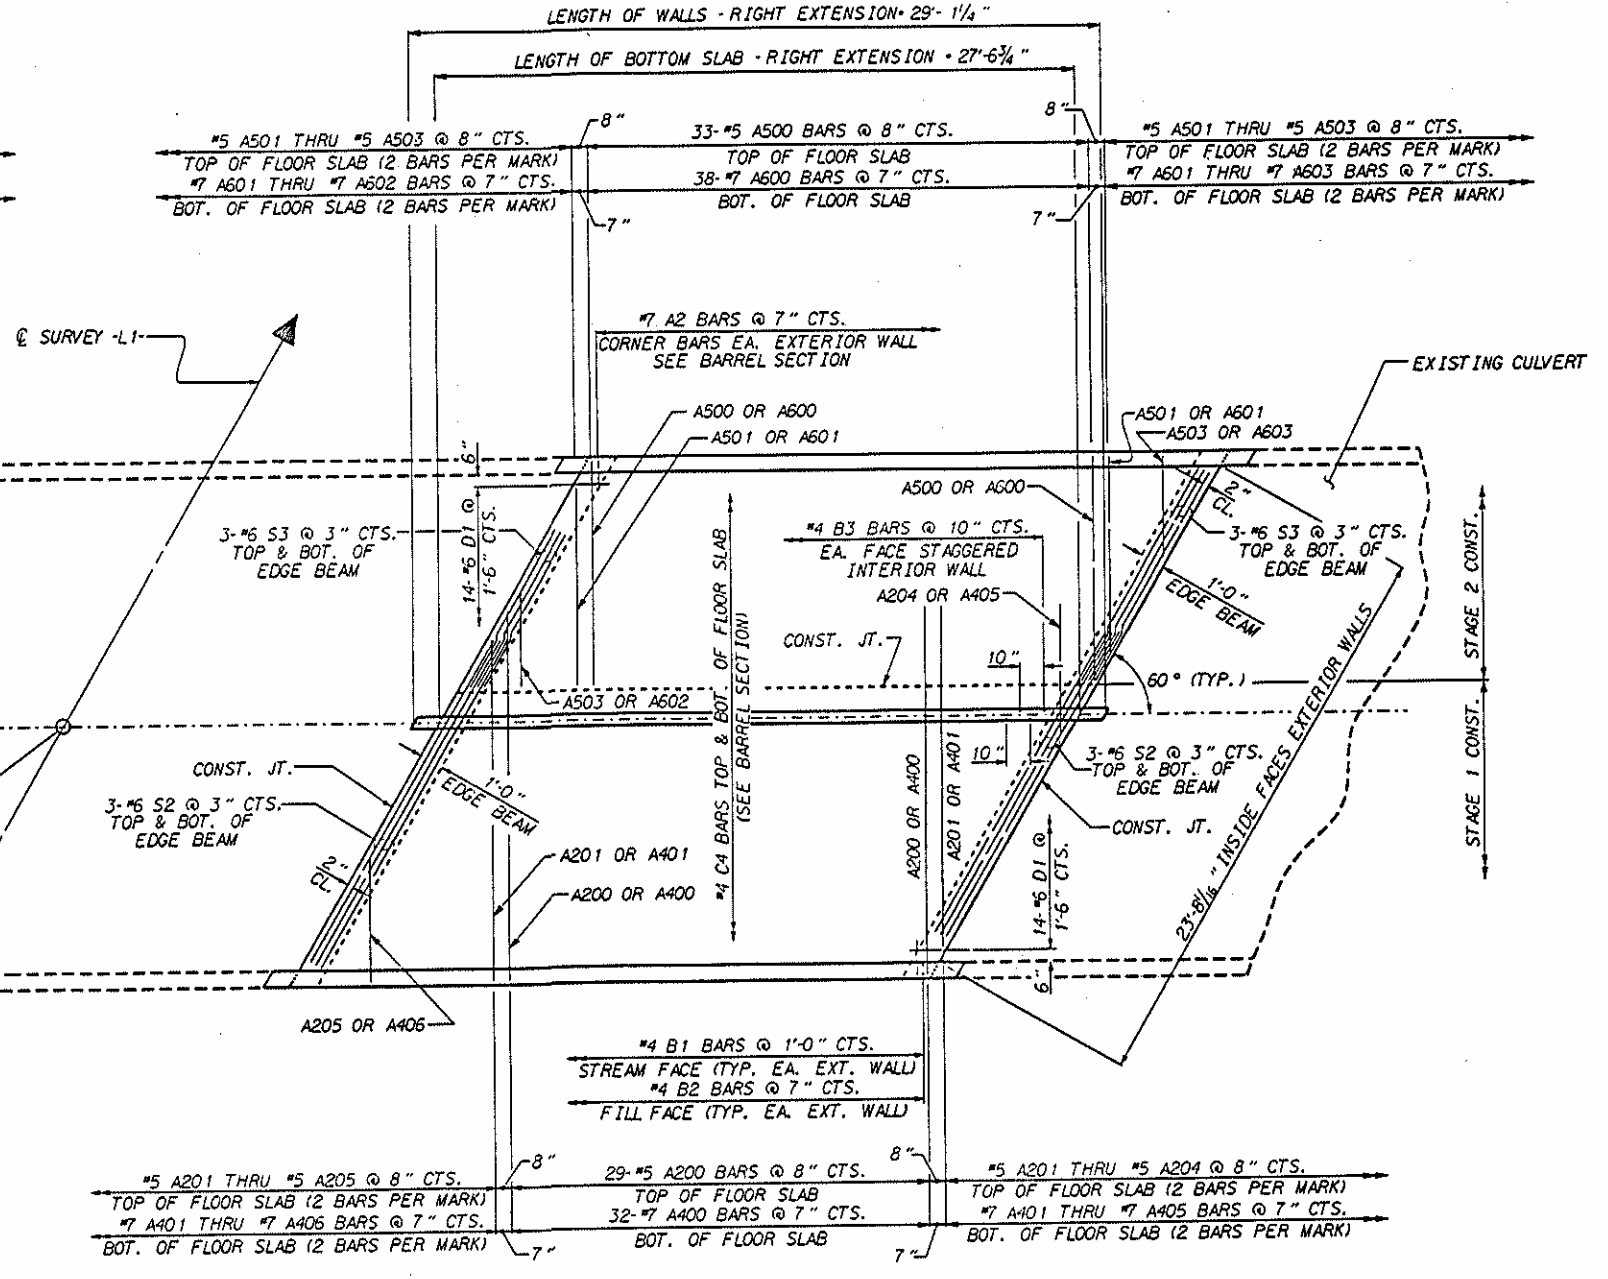 LENGTH OF WALLS - RIGHT EXTENSION • 29'- 1 1/4 "
LENGTH OF BOTTOM SLAB - RIGHT EXTENSION • 27'-6 3/4 "
#5 A501 THRU #5 A503 @ 8" CTS.
TOP OF FLOOR SLAB (2 BARS PER MARK)
#7 A601 THRU #7 A602 BARS @ 7" CTS.
BOT. OF FLOOR SLAB (2 BARS PER MARK)
8"
7"
33-#5 A500 BARS @ 8" CTS.
TOP OF FLOOR SLAB
38-#7 A600 BARS @ 7" CTS.
BOT. OF FLOOR SLAB
8"
7"
#5 A501 THRU #5 A503 @ 8" CTS.
TOP OF FLOOR SLAB (2 BARS PER MARK)
#7 A601 THRU #7 A603 BARS @ 7" CTS.
BOT. OF FLOOR SLAB (2 BARS PER MARK)
℄ SURVEY -L1-
#7 A2 BARS @ 7" CTS.
CORNER BARS EA. EXTERIOR WALL
SEE BARREL SECTION
EXISTING CULVERT
A500 OR A600
A501 OR A601
A501 OR A601
A503 OR A603
6"
14-#6 D1 @
1'-6" CTS.
3-#6 S3 @ 3" CTS.
TOP & BOT. OF
EDGE BEAM
A500 OR A600
#4 B3 BARS @ 10" CTS.
EA. FACE STAGGERED
INTERIOR WALL
A204 OR A405
CONST. JT.
10"
2"
CL.
3-#6 S3 @ 3" CTS.
TOP & BOT. OF
EDGE BEAM
1'-0"
EDGE BEAM
60° (TYP.)
STAGE 2 CONST.
STAGE 1 CONST.
#4 C4 BARS TOP & BOT. OF FLOOR SLAB
(SEE BARREL SECTION)
A503 OR A602
10"
3-#6 S2 @ 3" CTS.
TOP & BOT. OF
EDGE BEAM
CONST. JT.
23'-8 1/16 " INSIDE FACES EXTERIOR WALLS
CONST. JT.
3-#6 S2 @ 3" CTS.
TOP & BOT. OF
EDGE BEAM
1'-0"
EDGE BEAM
2"
CL.
A201 OR A401
A200 OR A400
A200 OR A400
A201 OR A401
14-#6 D1 @
1'-6" CTS.
6"
A205 OR A406
#4 B1 BARS @ 1'-0" CTS.
STREAM FACE (TYP. EA. EXT. WALL)
#4 B2 BARS @ 7" CTS.
FILL FACE (TYP. EA. EXT. WALL)
#5 A201 THRU #5 A205 @ 8" CTS.
TOP OF FLOOR SLAB (2 BARS PER MARK)
#7 A401 THRU #7 A406 BARS @ 7" CTS.
BOT. OF FLOOR SLAB (2 BARS PER MARK)
8"
7"
29-#5 A200 BARS @ 8" CTS.
TOP OF FLOOR SLAB
32-#7 A400 BARS @ 7" CTS.
BOT. OF FLOOR SLAB
8"
7"
#5 A201 THRU #5 A204 @ 8" CTS.
TOP OF FLOOR SLAB (2 BARS PER MARK)
#7 A401 THRU #7 A405 BARS @ 7" CTS.
BOT. OF FLOOR SLAB (2 BARS PER MARK)